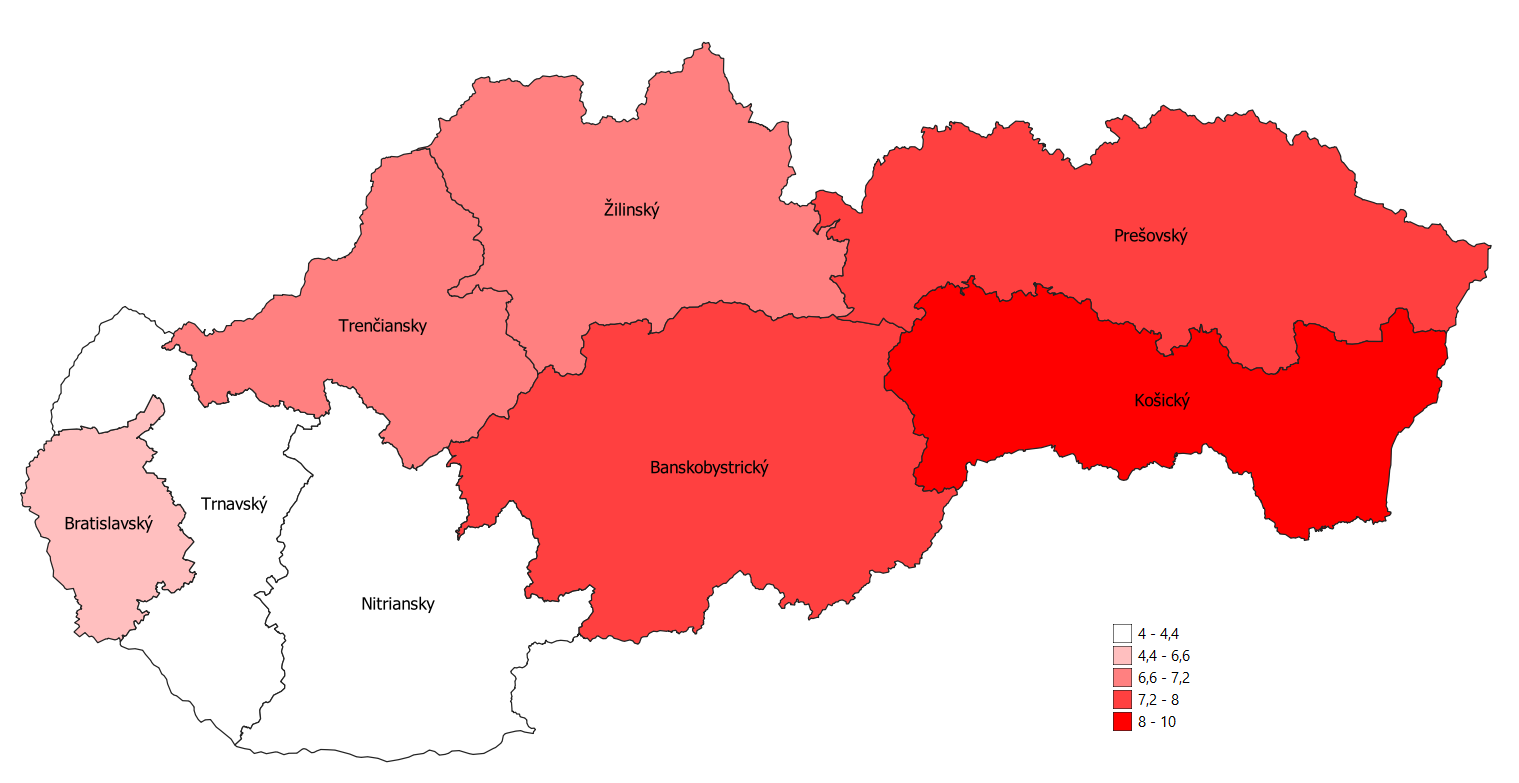 Žilinský
Prešovský
Trenčiansky
Košický
Banskobystrický
Trnavský
Bratislavský
Nitriansky
4 - 4,4
4,4 - 6,6
6,6 - 7,2
7,2 - 8
8 - 10